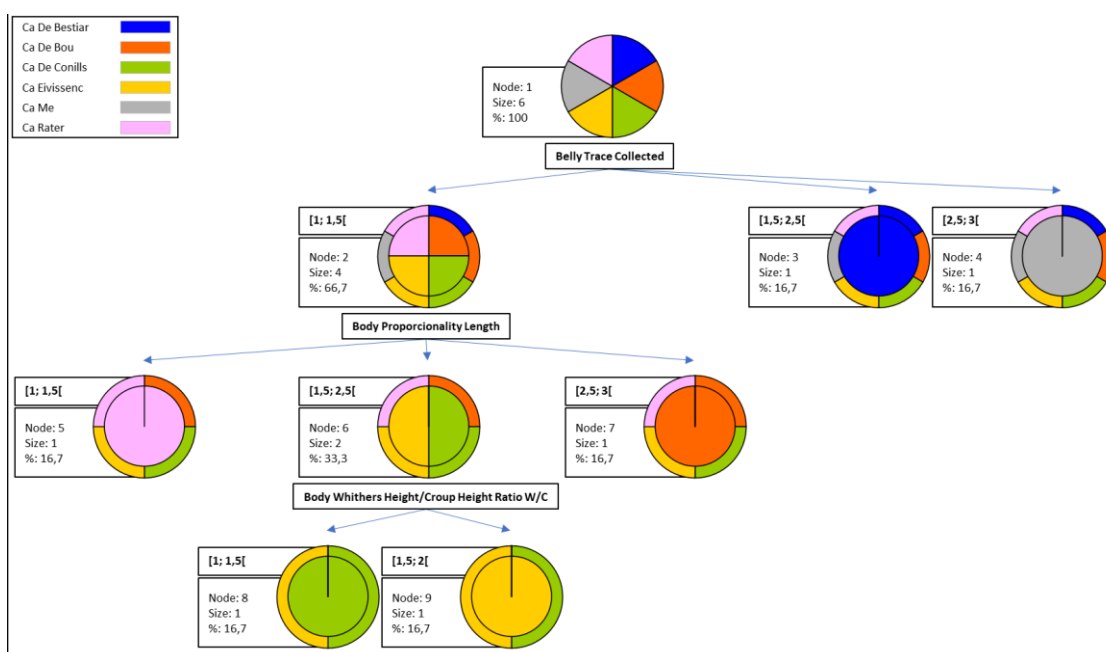 Ca De Bestiar
Ca De Bou
Ca De Conills
Ca Eivissenc
Ca Me
Ca Rater
Node: 1
Size: 6
%: 100
Belly Trace Collected
[1; 1,5[
Node: 2
Size: 4
%: 66,7
[1,5; 2,5[
Node: 3
Size: 1
%: 16,7
[2,5; 3[
Node: 4
Size: 1
%: 16,7
Body Proporcionality Length
[1; 1,5[
Node: 5
Size: 1
%: 16,7
[1,5; 2,5[
Node: 6
Size: 2
%: 33,3
[2,5; 3[
Node: 7
Size: 1
%: 16,7
Body Whithers Height/Croup Height Ratio W/C
[1; 1,5[
Node: 8
Size: 1
%: 16,7
[1,5; 2[
Node: 9
Size: 1
%: 16,7